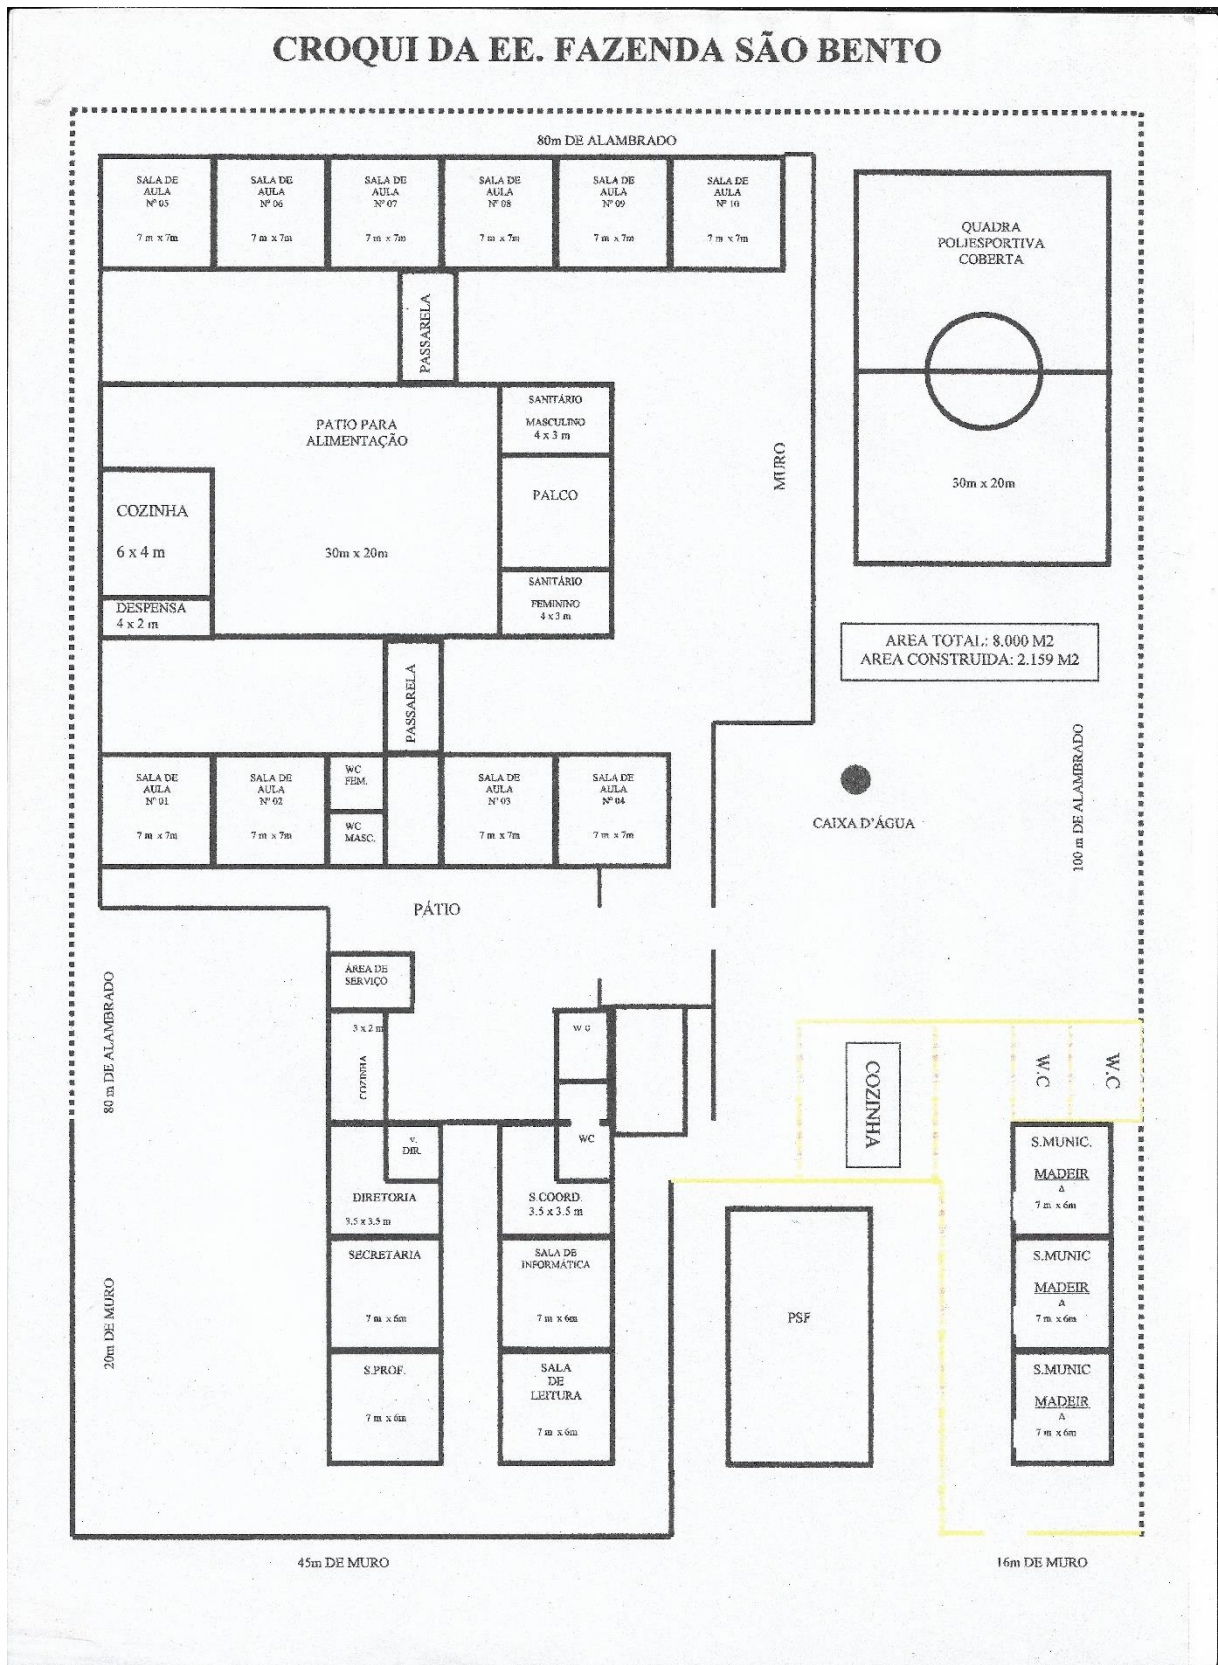 CROQUI DA EE. FAZENDA SÃO BENTO
80m DE ALAMBRADO
SALA DE
AULA
Nº 05
7 m x 7m
SALA DE
AULA
Nº 06
7 m x 7m
SALA DE
AULA
Nº 07
7 m x 7m
SALA DE
AULA
Nº 08
7 m x 7m
SALA DE
AULA
Nº 09
7 m x 7m
SALA DE
AULA
Nº 10
7 m x 7m
QUADRA
POLIESPORTIVA
COBERTA
30m x 20m
PASSARELA
PATIO PARA
ALIMENTAÇÃO
30m x 20m
SANITÁRIO
MASCULINO
4 x 3 m
PALCO
SANITÁRIO
FEMININO
4 x 3 m
COZINHA
6 x 4 m
DESPENSA
4 x 2 m
MURO
AREA TOTAL: 8.000 M2
AREA CONSTRUIDA: 2.159 M2
PASSARELA
SALA DE
AULA
Nº 01
7 m x 7m
SALA DE
AULA
Nº 02
7 m x 7m
WC
FEM.
WC
MASC.
SALA DE
AULA
Nº 03
7 m x 7m
SALA DE
AULA
Nº 04
7 m x 7m
CAIXA D'ÁGUA
100 m DE ALAMBRADO
PÁTIO
80 m DE ALAMBRADO
ÁREA DE
SERVIÇO
3 x 2 m
COZINHA
W C
WC
V.
DIR.
DIRETORIA
3.5 x 3.5 m
S.COORD.
3.5 x 3.5 m
SECRETARIA
7 m x 6m
SALA DE
INFORMÁTICA
7 m x 6m
S.PROF.
7 m x 6m
SALA
DE
LEITURA
7 m x 6m
20m DE MURO
COZINHA
W.C
W.C
S.MUNIC.
MADEIR
A
7 m x 6m
S.MUNIC
MADEIR
A
7 m x 6m
S.MUNIC
MADEIR
A
7 m x 6m
PSF
45m DE MURO
16m DE MURO